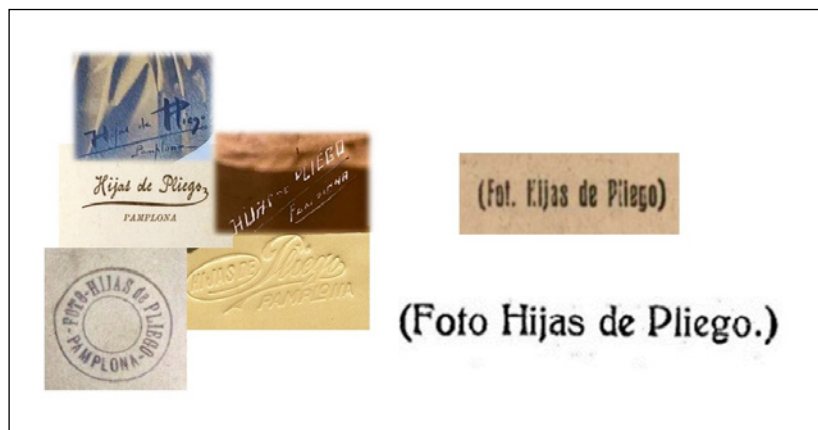 Hijas de Pliego
Pamplona
Hijas de Pliego
PAMPLONA
HIJAS DE PLIEGO
PAMPLONA
HIJAS DE Pliego
PAMPLONA
FOTO-HIJAS de PLIEGO
-PAMPLONA-
(Fot. Hijas de Pliego)
(Foto Hijas de Pliego.)